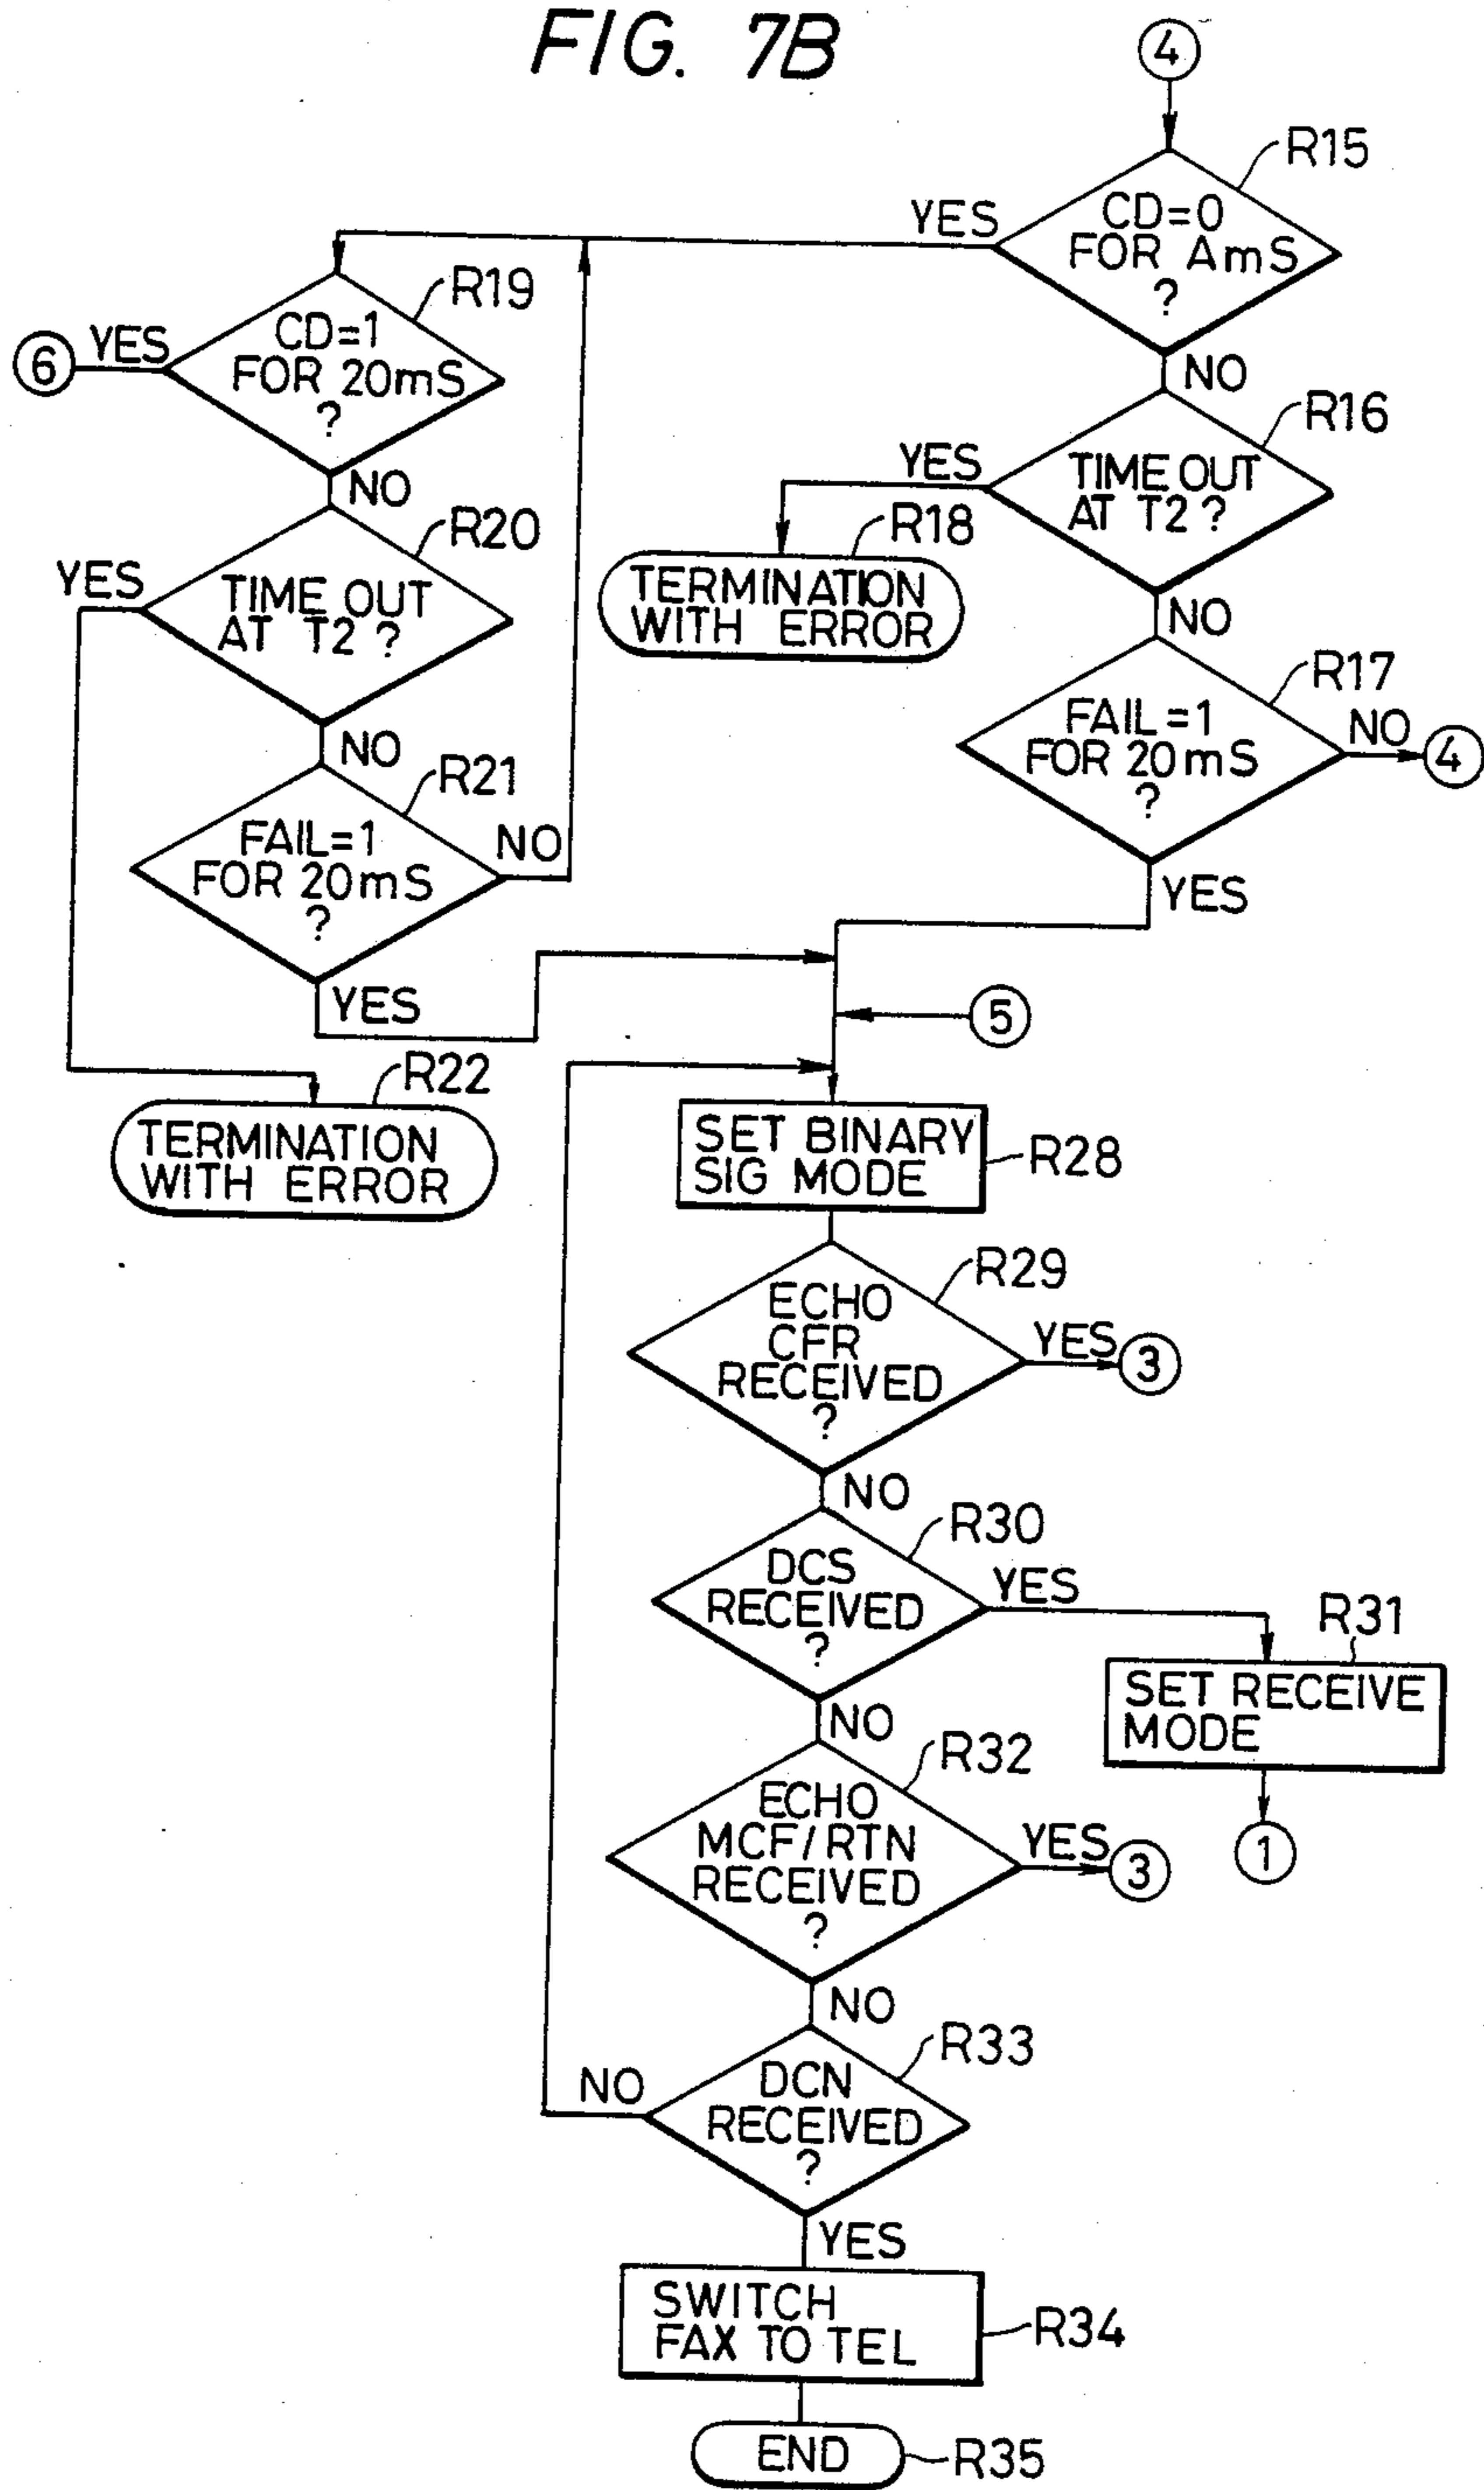 FIG. 7B
4
R15
YES
CD=0
FOR AmS
?
R19
6
YES
CD=1
FOR 20mS
?
NO
R16
YES
TIME OUT
AT T2 ?
NO
R20
R18
YES
TIME OUT
AT T2 ?
TERMINATION
WITH ERROR
NO
R17
NO
FAIL=1
FOR 20mS
?
NO
4
R21
FAIL=1
FOR 20mS
?
NO
YES
YES
5
R22
TERMINATION
WITH ERROR
SET BINARY
SIG MODE
R28
R29
ECHO
CFR
RECEIVED
?
YES
3
NO
R30
DCS
RECEIVED
?
YES
R31
SET RECEIVE
MODE
NO
R32
ECHO
MCF/RTN
RECEIVED
?
YES
3
1
NO
R33
NO
DCN
RECEIVED
?
YES
SWITCH
FAX TO TEL
R34
END
R35